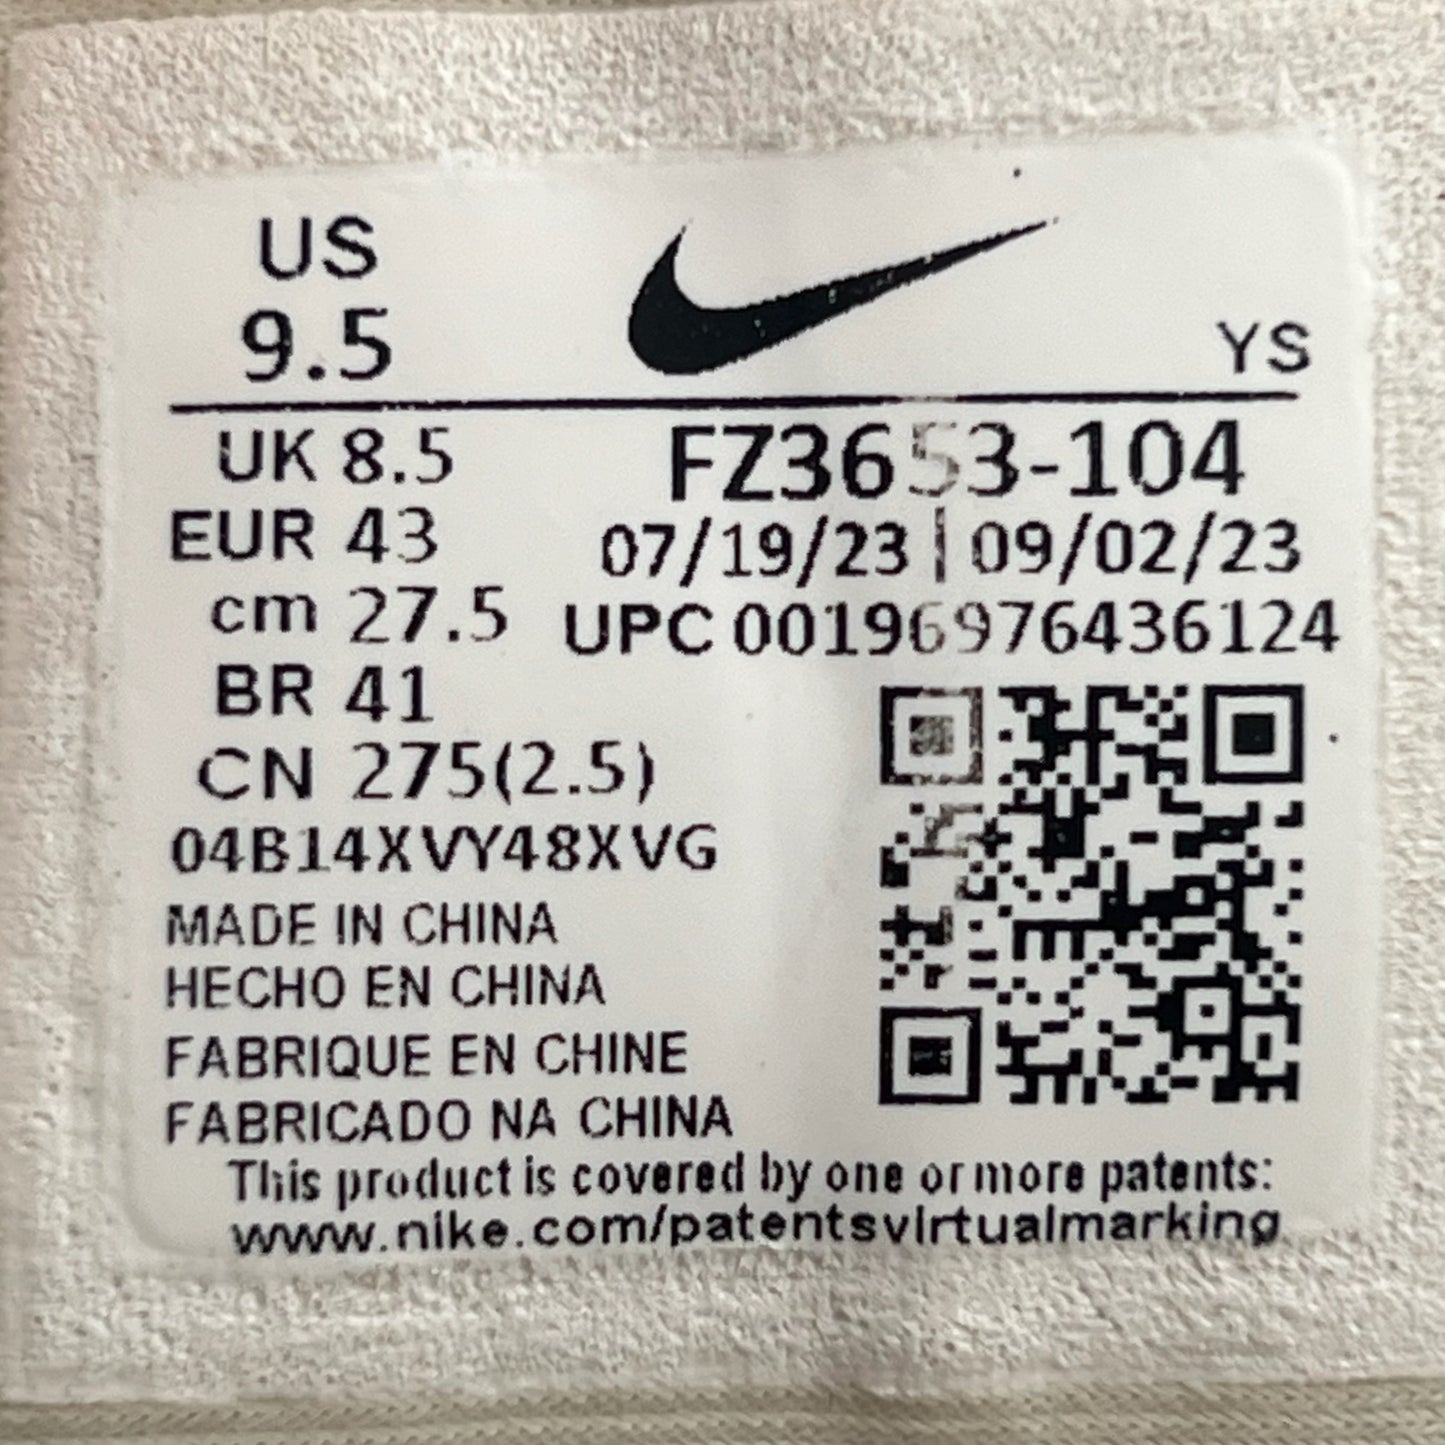 US
9.5
YS
UK 8.5
FZ3653-104
EUR 43
07/19/23 | 09/02/23
cm 27.5
UPC 00196976436124
BR 41
CN 275(2.5)
04B14XVY48XVG
MADE IN CHINA
HECHO EN CHINA
FABRIQUE EN CHINE
FABRICADO NA CHINA
This product is covered by one or more patents:
www.nike.com/patentsvirtualmarking